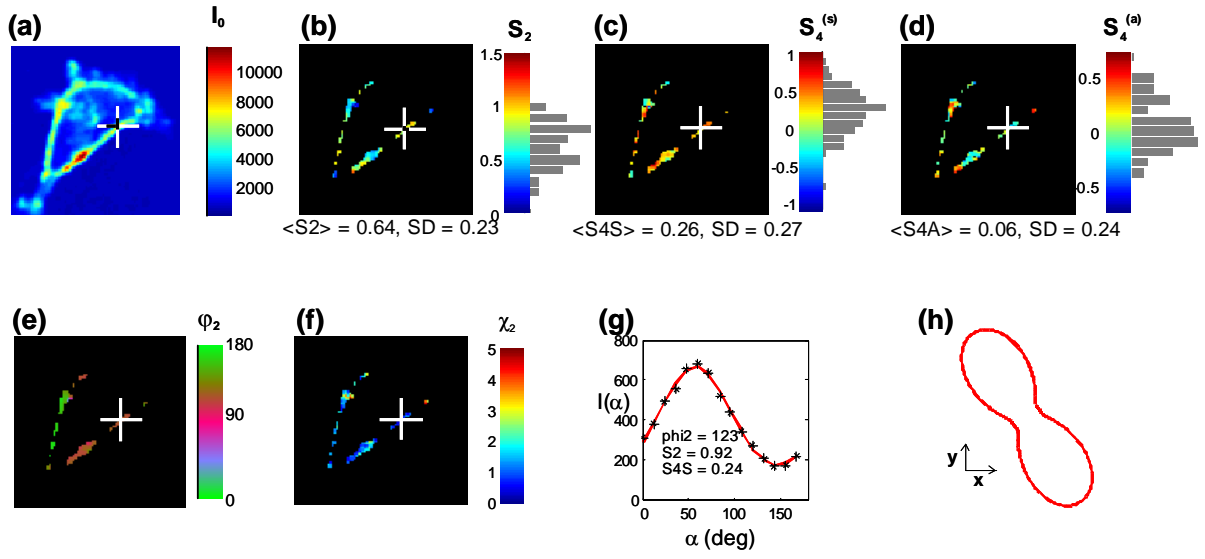 (a)
I0
10000
8000
6000
4000
2000
(b)
S2
1.5
1
0.5
0
<S2> = 0.64, SD = 0.23
(c)
S4(s)
1
0.5
0
-0.5
-1
<S4S> = 0.26, SD = 0.27
(d)
S4(a)
0.5
0
0.5
<S4A> = 0.06, SD = 0.24
(e)
φ2
180
90
0
(f)
χ2
5
4
3
2
1
0
(g)
800
600
400
200
0
I(α)
phi2 = 123°
S2 = 0.92
S4S = 0.24
0 50 100 150
α (deg)
(h)
y
x